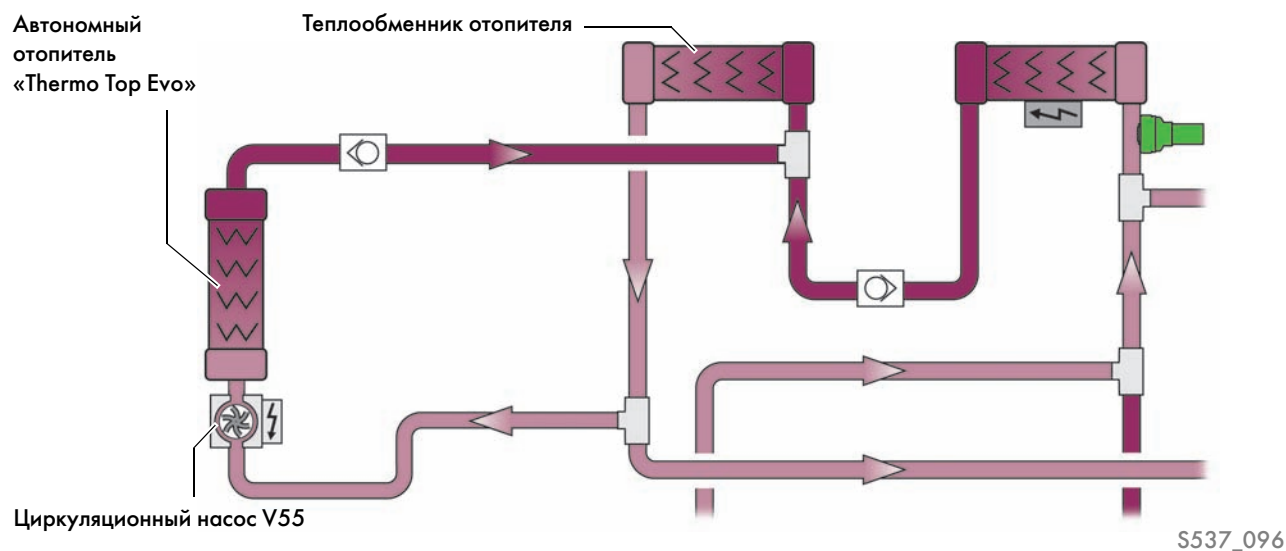 Автономный
отопитель
«Thermo Top Evo»
Теплообменник отопителя
Циркуляционный насос V55
S537_096